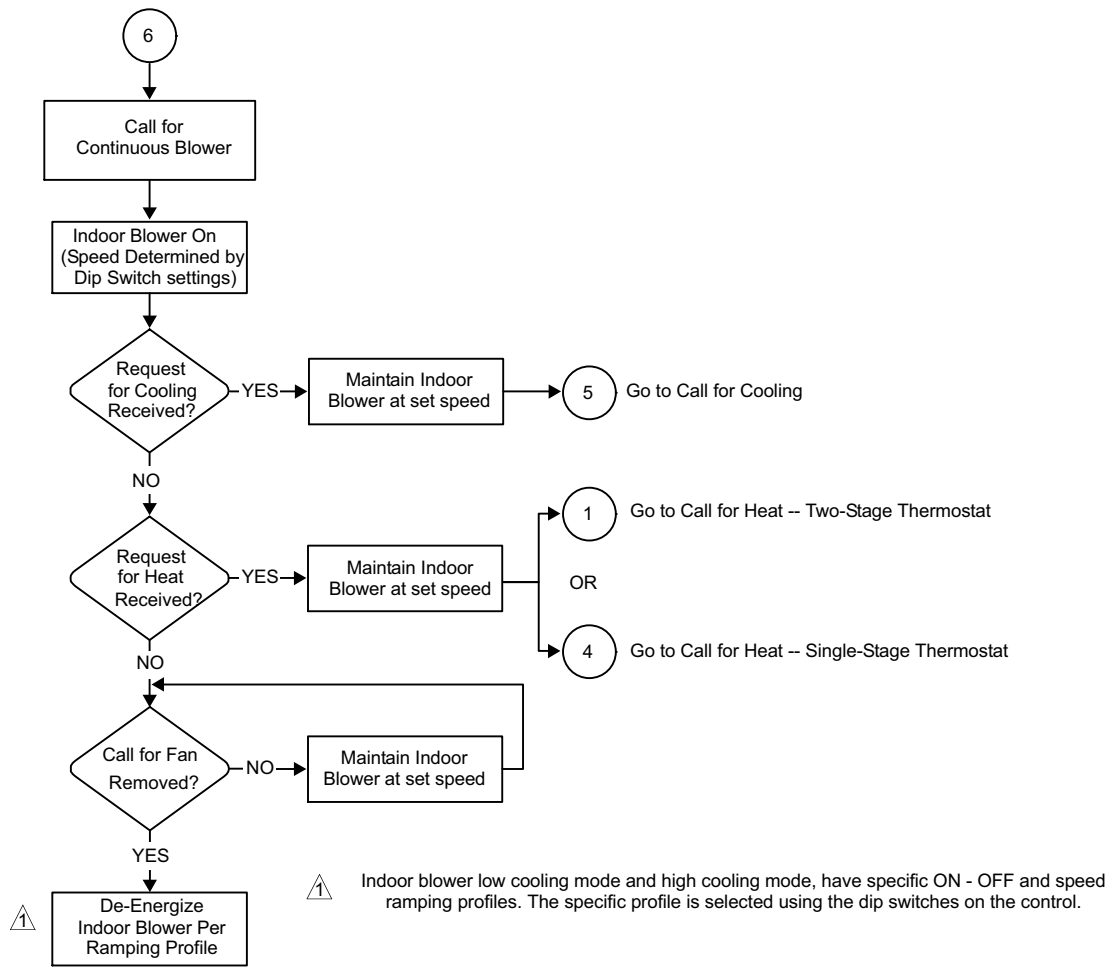 6
Call for
Continuous Blower
Indoor Blower On
(Speed Determined by
Dip Switch settings)
Request
for Cooling
Received?
YES
Maintain Indoor
Blower at set speed
5
Go to Call for Cooling
NO
1
Go to Call for Heat -- Two-Stage Thermostat
Request
for Heat
Received?
YES
Maintain Indoor
Blower at set speed
OR
4
Go to Call for Heat -- Single-Stage Thermostat
NO
Call for Fan
Removed?
NO
Maintain Indoor
Blower at set speed
YES
1
De-Energize
Indoor Blower Per
Ramping Profile
1
Indoor blower low cooling mode and high cooling mode, have specific ON - OFF and speed
ramping profiles. The specific profile is selected using the dip switches on the control.